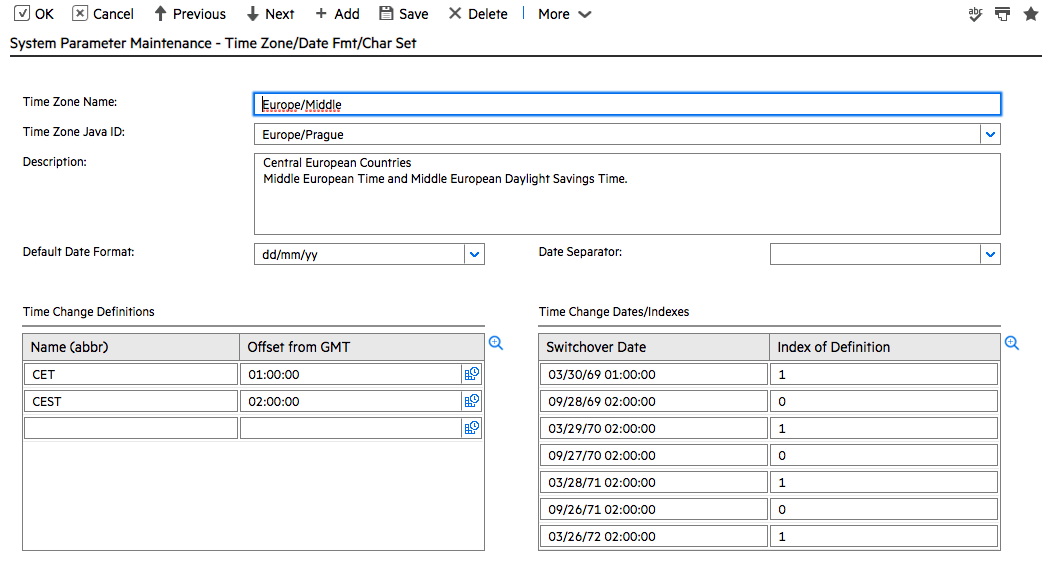 OK Cancel Previous Next Add Save Delete More abc
System Parameter Maintenance - Time Zone/Date Fmt/Char Set
Time Zone Name: Europe/Middle
Time Zone Java ID: Europe/Prague
Description: Central European Countries
Middle European Time and Middle European Daylight Savings Time.
Default Date Format: dd/mm/yy Date Separator:
Time Change Definitions
Name (abbr) Offset from GMT
CET 01:00:00
CEST 02:00:00
Time Change Dates/Indexes
Switchover Date Index of Definition
03/30/69 01:00:00 1
09/28/69 02:00:00 0
03/29/70 02:00:00 1
09/27/70 02:00:00 0
03/28/71 02:00:00 1
09/26/71 02:00:00 0
03/26/72 02:00:00 1